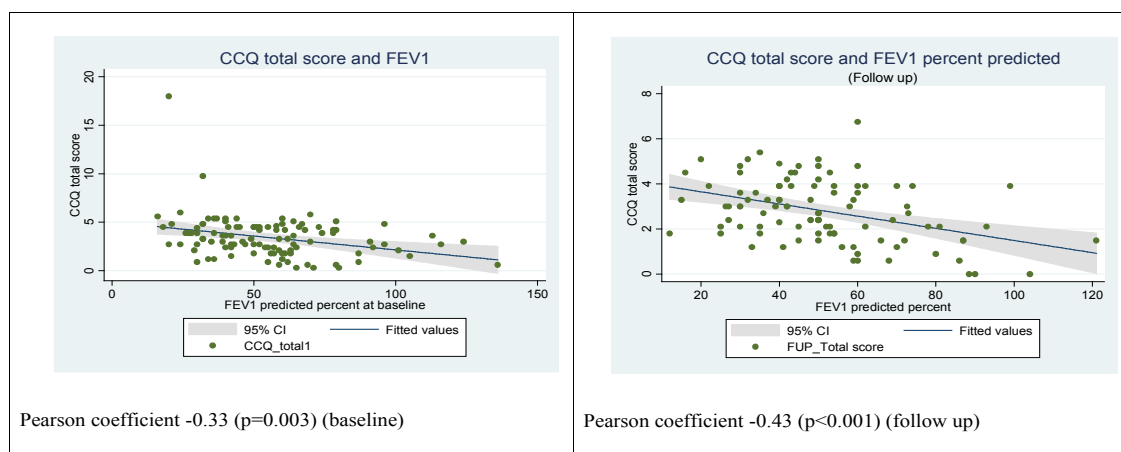 CCQ total score and FEV1
20
15
10
5
0
CCQ total score
0
50
100
150
FEV1 predicted percent at baseline
95% CI
Fitted values
CCQ_total1
Pearson coefficient -0.33 (p=0.003) (baseline)
CCQ total score and FEV1 percent predicted
(Follow up)
8
6
4
2
0
CCQ total score
20
40
60
80
100
120
FEV1 predicted percent
95% CI
Fitted values
FUP_Total score
Pearson coefficient -0.43 (p<0.001) (follow up)